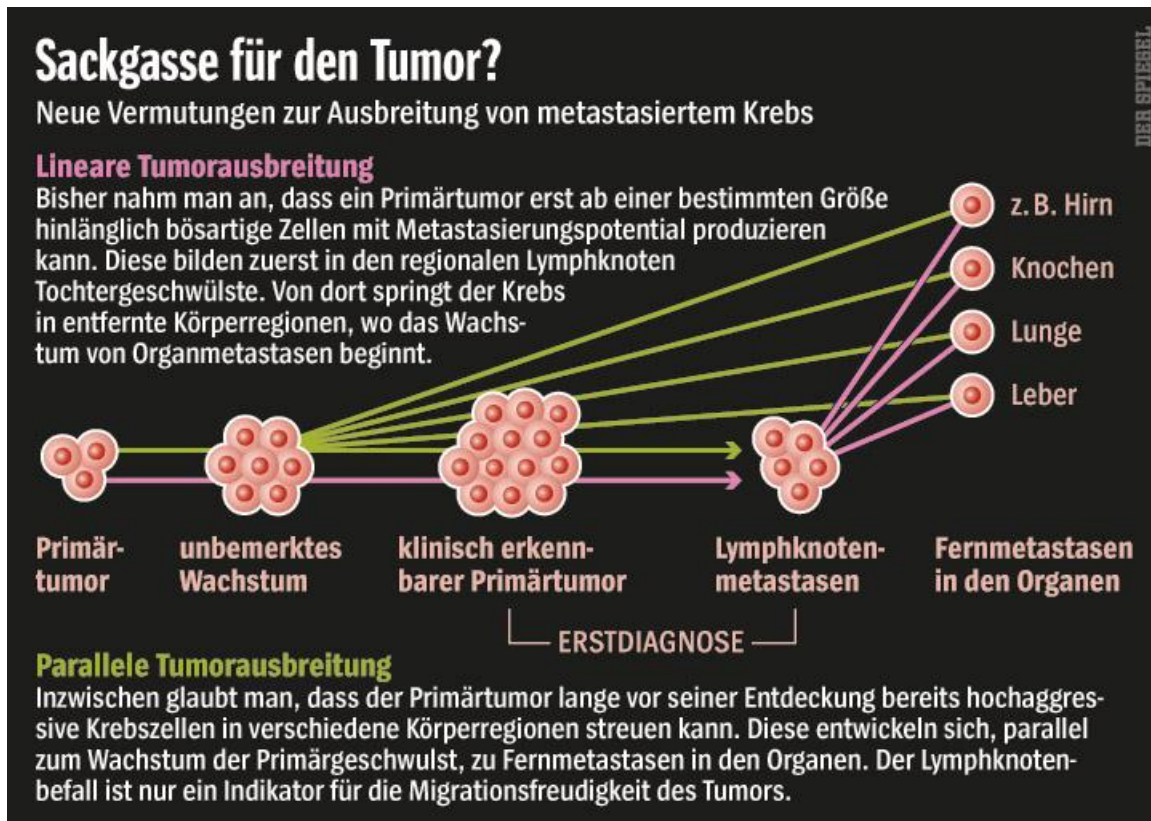 Sackgasse für den Tumor?
Neue Vermutungen zur Ausbreitung von metastasiertem Krebs
DER SPIEGEL
Lineare Tumorausbreitung
Bisher nahm man an, dass ein Primärtumor erst ab einer bestimmten Größe
hinlänglich bösartige Zellen mit Metastasierungspotential produzieren
kann. Diese bilden zuerst in den regionalen Lymphknoten
Tochtergeschwülste. Von dort springt der Krebs
in entfernte Körperregionen, wo das Wachs-
tum von Organmetastasen beginnt.
z. B. Hirn
Knochen
Lunge
Leber
Primär-
tumor
unbemerktes
Wachstum
klinisch erkenn-
barer Primärtumor
Lymphknoten-
metastasen
Fernmetastasen
in den Organen
ERSTDIAGNOSE
Parallele Tumorausbreitung
Inzwischen glaubt man, dass der Primärtumor lange vor seiner Entdeckung bereits hochaggres-
sive Krebszellen in verschiedene Körperregionen streuen kann. Diese entwickeln sich, parallel
zum Wachstum der Primärgeschwulst, zu Fernmetastasen in den Organen. Der Lymphknoten-
befall ist nur ein Indikator für die Migrationsfreudigkeit des Tumors.